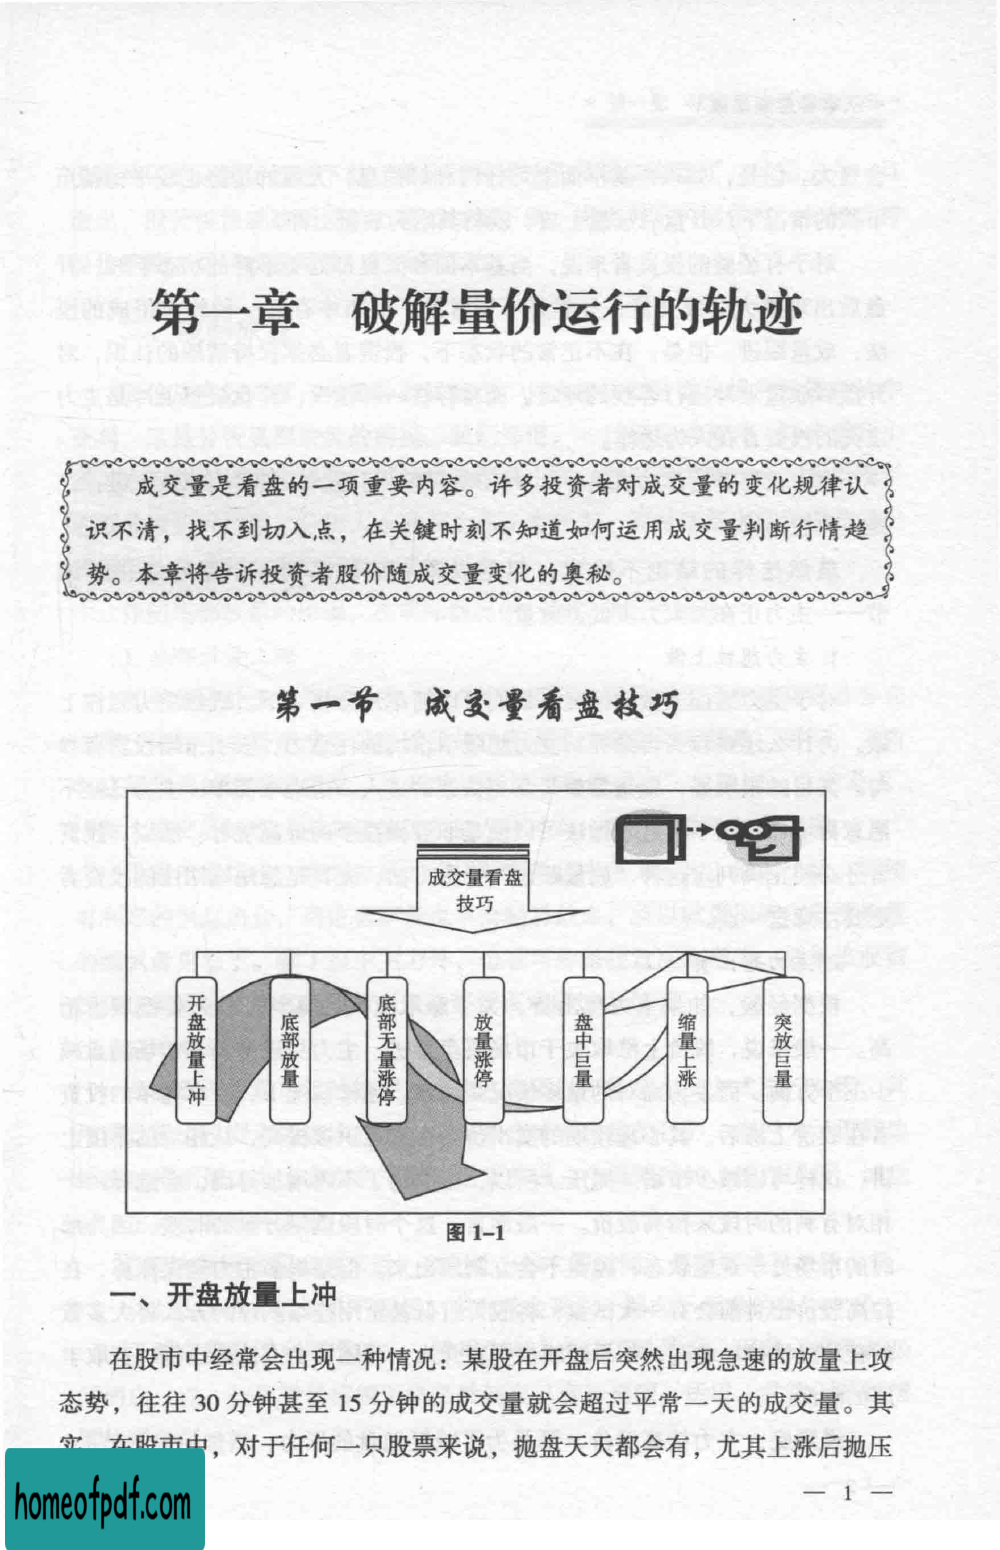 第一章 破解量价运行的轨迹
成交量是看盘的一项重要内容。许多投资者对成交量的变化规律认
识不清，找不到切入点，在关键时刻不知道如何运用成交量判断行情趋
势。本章将告诉投资者股价随成交量变化的奥秘。
第一节 成交量看盘技巧
成交量看盘
技巧
开盘放量上冲
底部放量
底部无量涨停
放量涨停
盘中巨量
缩量上涨
突放巨量
图 1-1
一、开盘放量上冲
在股市中经常会出现一种情况：某股在开盘后突然出现急速的放量上攻
态势，往往 30 分钟甚至 15 分钟的成交量就会超过平常一天的成交量。其
实，在股市中，对于任何一只股票来说，抛盘天天都会有，尤其上涨后抛压
— 1 —
homeofpdf.com